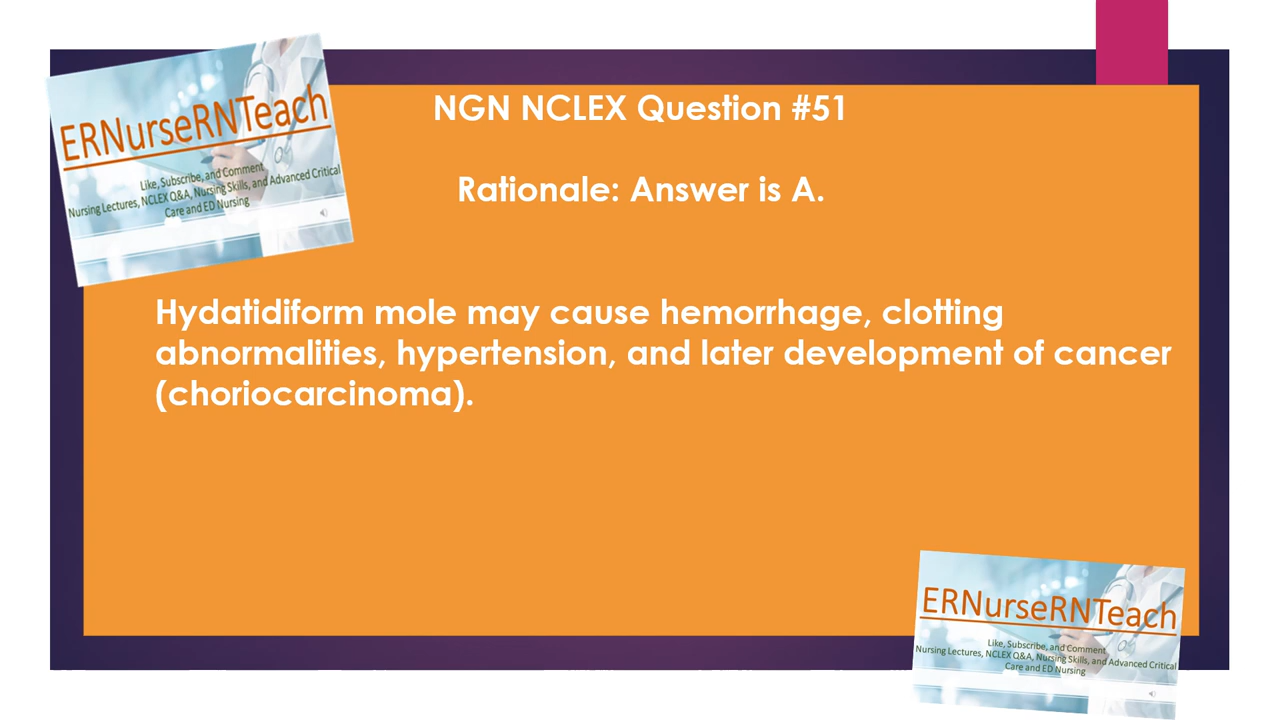 ERNurseRNTeach
Like, Subscribe, and Comment
Nursing Lectures, NCLEX Q&A, Nursing Skills, and Advanced Critical
Care and ED Nursing
NGN NCLEX Question #51
Rationale: Answer is A.
Hydatidiform mole may cause hemorrhage, clotting
abnormalities, hypertension, and later development of cancer
(choriocarcinoma).
ERNurseRNTeach
Like, Subscribe, and Comment
Nursing Lectures, NCLEX Q&A, Nursing Skills, and Advanced Critical
Care and ED Nursing